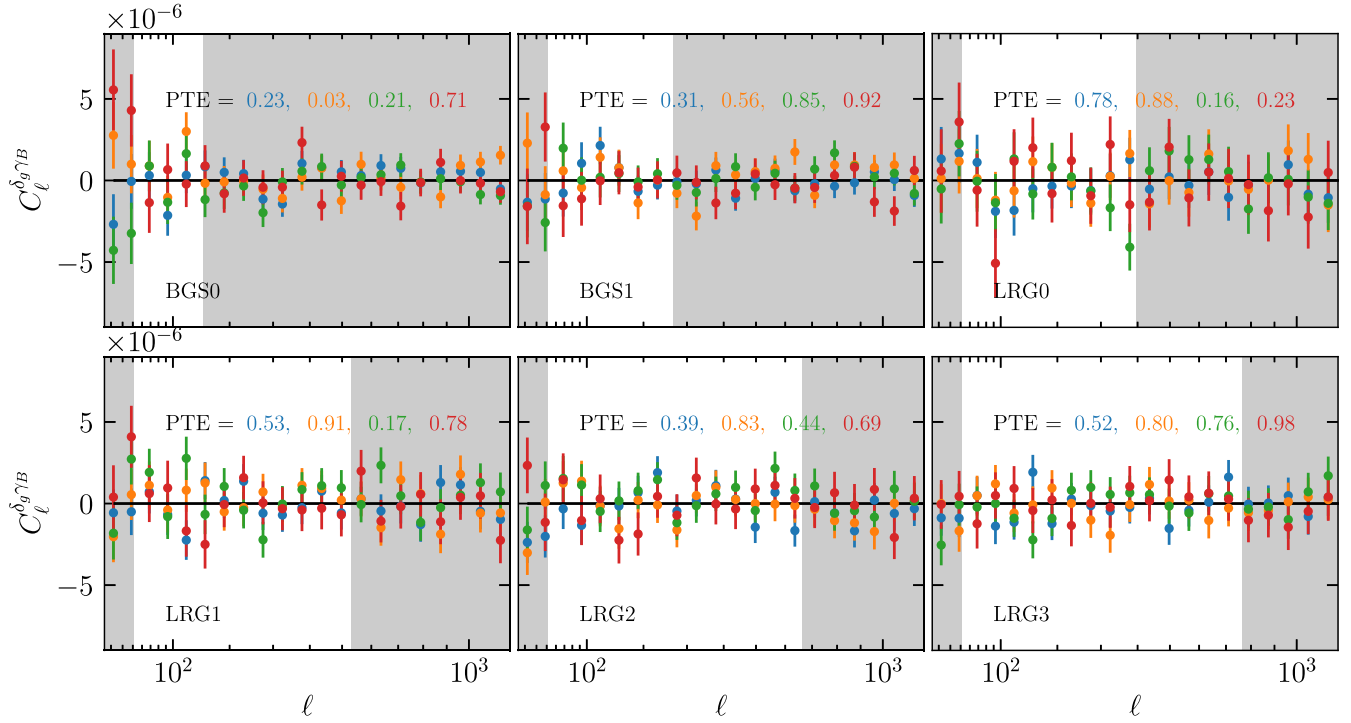 ×10⁻⁶
C_ℓ^{δ_g γ_B}
5
0
−5
PTE = 0.23, 0.03, 0.21, 0.71
BGS0
PTE = 0.31, 0.56, 0.85, 0.92
BGS1
PTE = 0.78, 0.88, 0.16, 0.23
LRG0
×10⁻⁶
C_ℓ^{δ_g γ_B}
5
0
−5
PTE = 0.53, 0.91, 0.17, 0.78
LRG1
PTE = 0.39, 0.83, 0.44, 0.69
LRG2
PTE = 0.52, 0.80, 0.76, 0.98
LRG3
10² 10³
10² 10³
10² 10³
ℓ
ℓ
ℓ